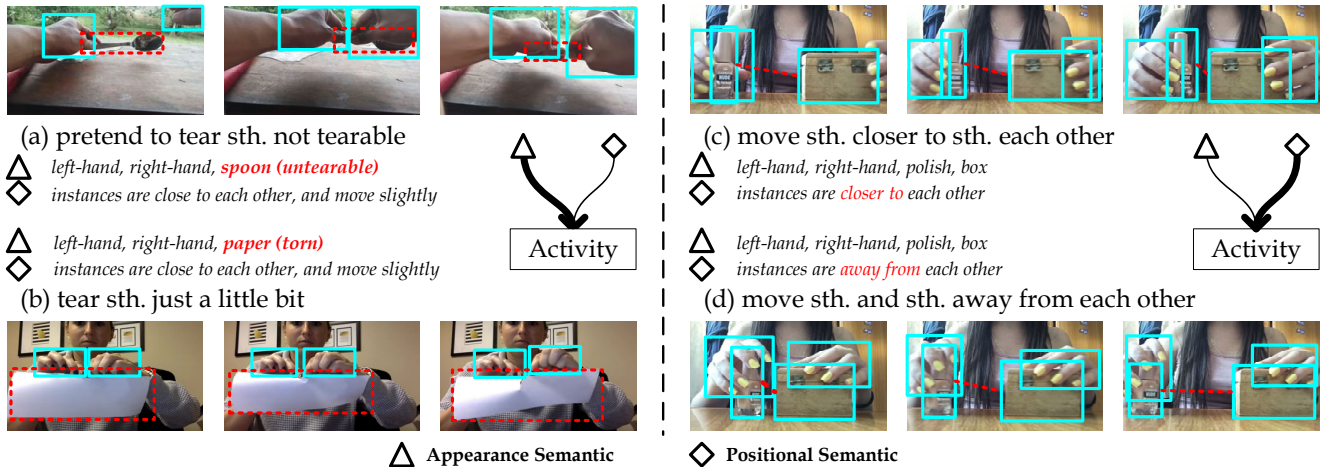 (a) pretend to tear sth. not tearable
left-hand, right-hand, spoon (untearable)
instances are close to each other, and move slightly
left-hand, right-hand, paper (torn)
instances are close to each other, and move slightly
(b) tear sth. just a little bit
Activity
(c) move sth. closer to sth. each other
left-hand, right-hand, polish, box
instances are closer to each other
left-hand, right-hand, polish, box
instances are away from each other
(d) move sth. and sth. away from each other
Activity
Appearance Semantic
Positional Semantic